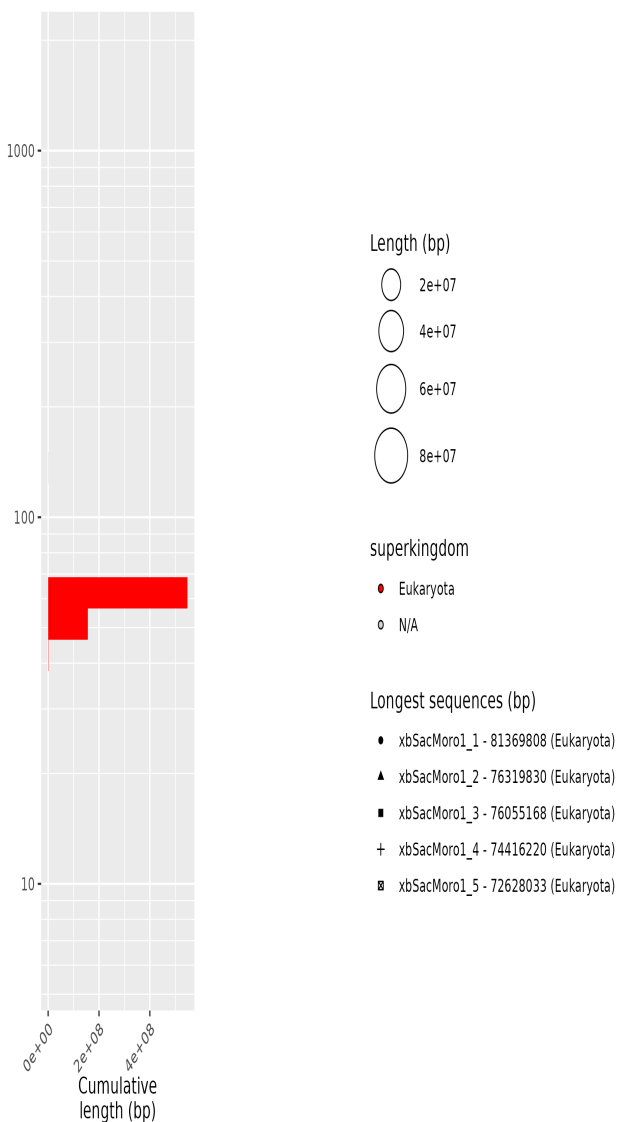 1000
100
10
0e+00
2e+08
4e+08
Cumulative
length (bp)
Length (bp)
2e+07
4e+07
6e+07
8e+07
superkingdom
Eukaryota
N/A
Longest sequences (bp)
xbSacMoro1_1 - 81369808 (Eukaryota)
xbSacMoro1_2 - 76319830 (Eukaryota)
xbSacMoro1_3 - 76055168 (Eukaryota)
xbSacMoro1_4 - 74416220 (Eukaryota)
xbSacMoro1_5 - 72628033 (Eukaryota)